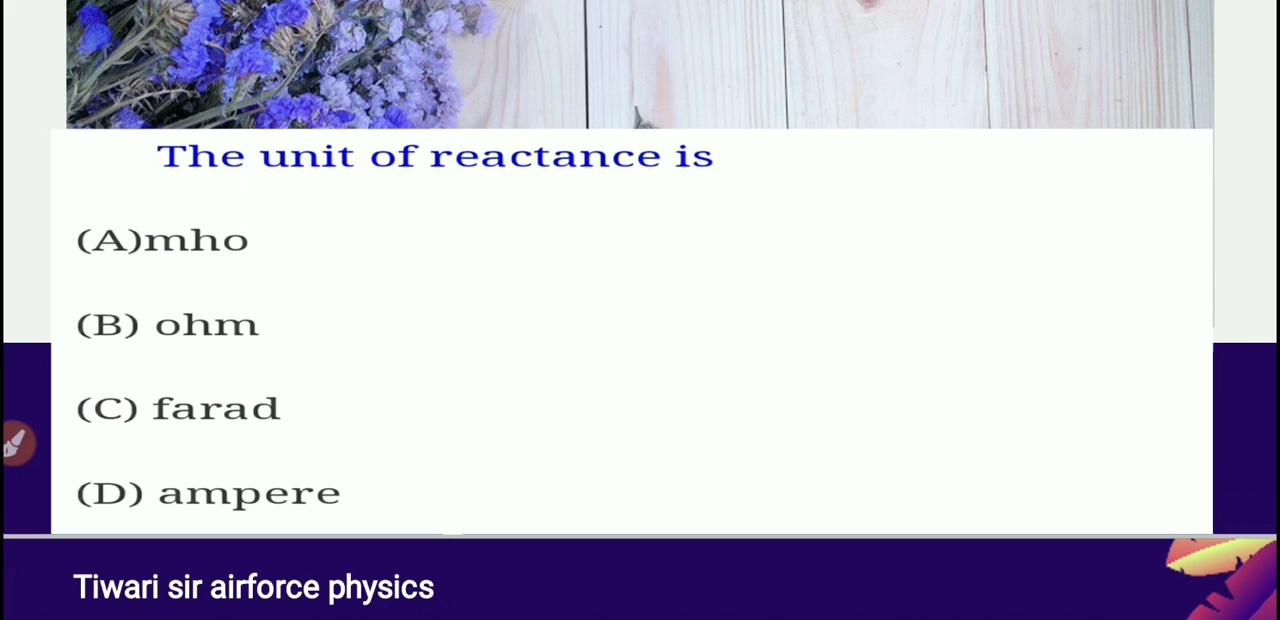 The unit of reactance is
(A)mho
(B) ohm
(C) farad
(D) ampere
Tiwari sir airforce physics